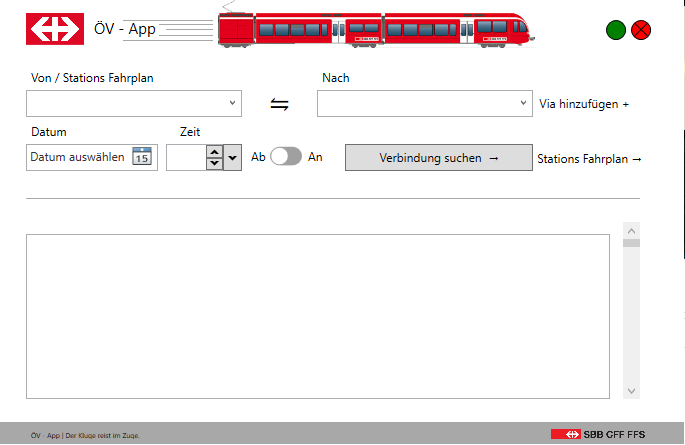 ÖV - App
Von / Stations Fahrplan
Nach
Via hinzufügen +
Datum
Zeit
Datum auswählen 15
Ab An
Verbindung suchen →
Stations Fahrplan →
ÖV - App | Der Kluge reist im Zuge.
SBB CFF FFS